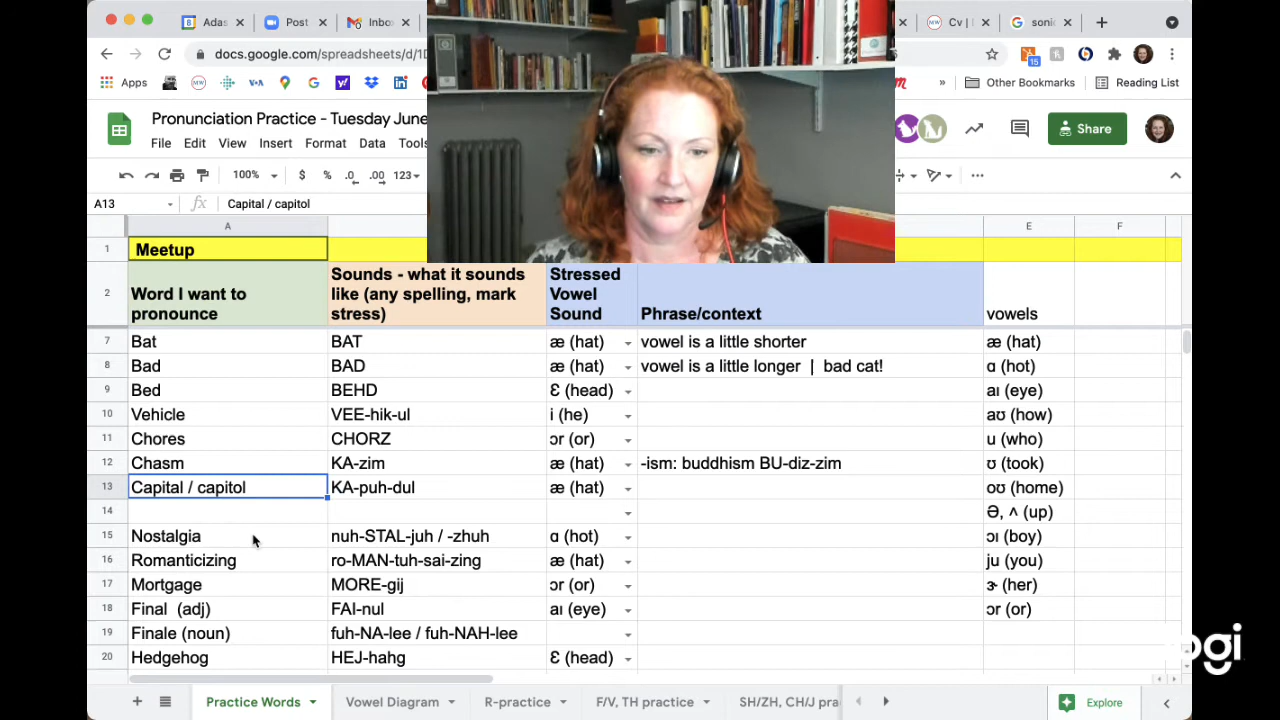 8 Adas
Post
Inbo
Cv |
sonie
docs.google.com/spreadsheets/d/1D
15
Apps
Other Bookmarks
Reading List
Pronunciation Practice - Tuesday June
File Edit View Insert Format Data Tools
Share
100% $ % .0 .00 123
A13 fx Capital / capitol
A E F
1 Meetup
2 Word I want to pronounce Sounds - what it sounds like (any spelling, mark stress) Stressed Vowel Sound Phrase/context vowels
7 Bat BAT æ (hat) vowel is a little shorter æ (hat)
8 Bad BAD æ (hat) vowel is a little longer | bad cat! ɑ (hot)
9 Bed BEHD Ɛ (head) aı (eye)
10 Vehicle VEE-hik-ul i (he) aʊ (how)
11 Chores CHORZ ɔr (or) u (who)
12 Chasm KA-zim æ (hat) -ism: buddhism BU-diz-zim ʊ (took)
13 Capital / capitol KA-puh-dul æ (hat) oʊ (home)
14 Ə, ˄ (up)
15 Nostalgia nuh-STAL-juh / -zhuh ɑ (hot) ɔı (boy)
16 Romanticizing ro-MAN-tuh-sai-zing æ (hat) ju (you)
17 Mortgage MORE-gij ɔr (or) ɝ (her)
18 Final (adj) FAI-nul aı (eye) ɔr (or)
19 Finale (noun) fuh-NA-lee / fuh-NAH-lee
20 Hedgehog HEJ-hahg Ɛ (head)
Practice Words Vowel Diagram R-practice F/V, TH practice SH/ZH, CH/J pra Explore
ogi